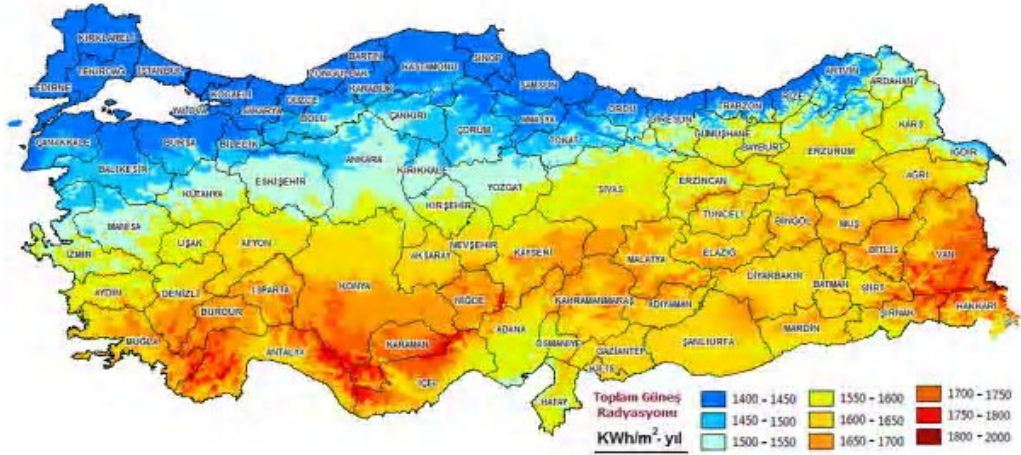 KIRKLARELİ
TEKİRDAĞ
İSTANBUL
EDİRNE
KOCAELİ
YALOVA
SAKARYA
DÜZCE
ZONGULDAK
BARTIN
KARABÜK
KASTAMONU
SİNOP
SAMSUN
ORDU
GİRESUN
TRABZON
RİZE
ARTVİN
ARDAHAN
KARS
IĞDIR
ÇANAKKALE
BALIKESİR
BURSA
BİLECİK
BOLU
ÇANKIRI
ÇORUM
AMASYA
TOKAT
GÜMÜŞHANE
BAYBURT
ERZURUM
AĞRI
KÜTAHYA
ESKİŞEHİR
ANKARA
KIRIKKALE
YOZGAT
SİVAS
ERZİNCAN
MANİSA
KIRŞEHİR
TUNCELİ
BİNGÖL
MUŞ
İZMİR
UŞAK
AFYON
AKSARAY
NEVŞEHİR
KAYSERİ
MALATYA
ELAZIĞ
BİTLİS
VAN
AYDIN
DENİZLİ
ISPARTA
KONYA
NİĞDE
KAHRAMANMARAŞ
ADIYAMAN
DİYARBAKIR
BATMAN
SİİRT
HAKKARİ
ŞIRNAK
MUĞLA
BURDUR
ANTALYA
KARAMAN
İÇEL
ADANA
OSMANİYE
GAZİANTEP
KİLİS
ŞANLIURFA
MARDİN
HATAY
Toplam Güneş
Radyasyonu
KWh/m²- yıl
1400 - 1450
1450 - 1500
1500 - 1550
1550 - 1600
1600 - 1650
1650 - 1700
1700 - 1750
1750 - 1800
1800 - 2000